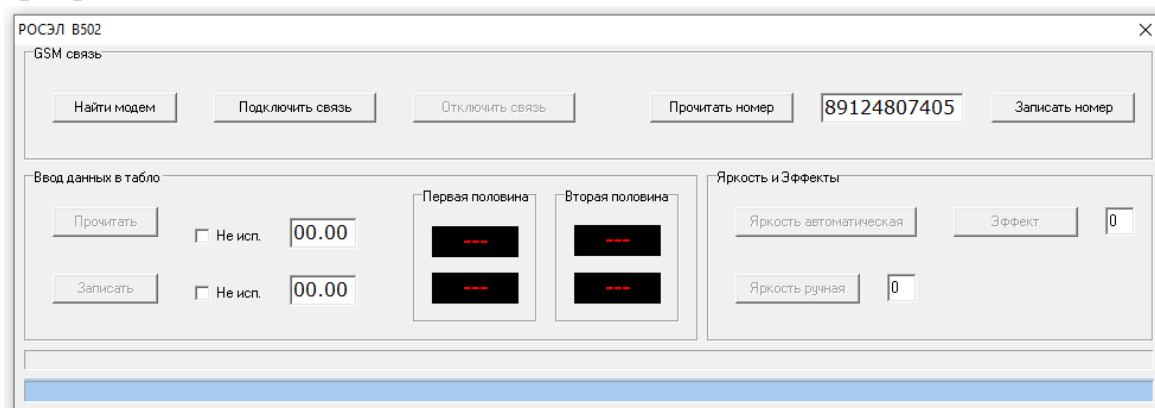 РОСЭЛ В502
GSM связь
Найти модем Подключить связь Отключить связь Прочитать номер 89124807405 Записать номер
Ввод данных в табло
Прочитать Не исп. 00.00
Записать Не исп. 00.00
Первая половина
---
---
Вторая половина
---
---
Яркость и Эффекты
Яркость автоматическая Эффект 0
Яркость ручная 0